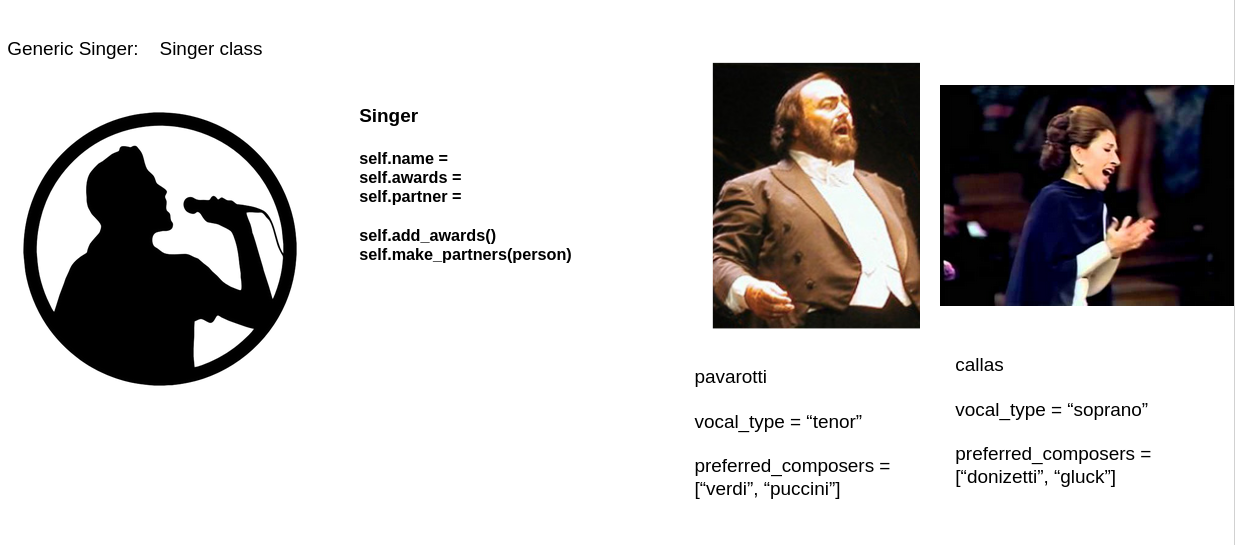 Generic Singer:    Singer class
Singer
self.name =
self.awards =
self.partner =
self.add_awards()
self.make_partners(person)
pavarotti
vocal_type = “tenor”
preferred_composers =
[“verdi”, “puccini”]
callas
vocal_type = “soprano”
preferred_composers =
[“donizetti”, “gluck”]